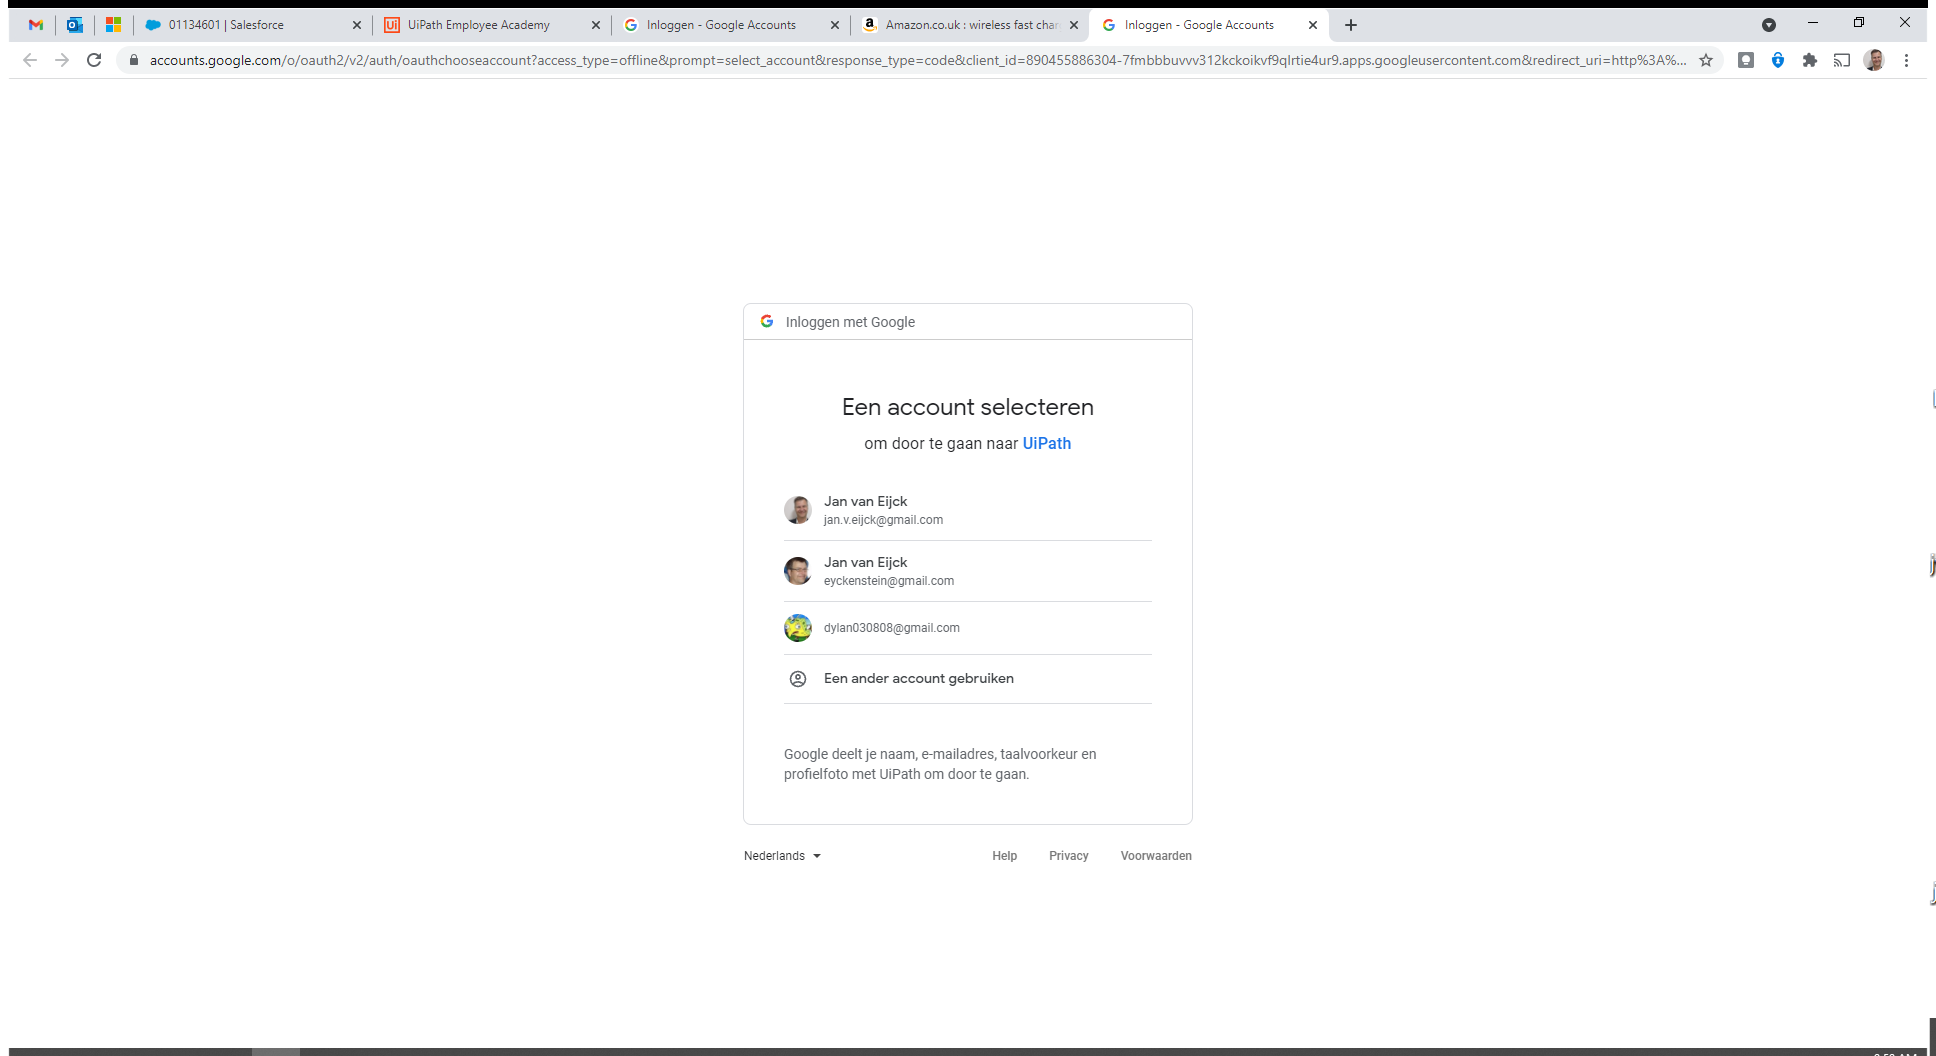 01134601 | Salesforce
UiPath Employee Academy
Inloggen - Google Accounts
Amazon.co.uk : wireless fast char
Inloggen - Google Accounts
accounts.google.com/o/oauth2/v2/auth/oauthchooseaccount?access_type=offline&prompt=select_account&response_type=code&client_id=890455886304-7fmbbbuvvv312kckoikvf9qlrtie4ur9.apps.googleusercontent.com&redirect_uri=http%3A%...
Inloggen met Google
Een account selecteren
om door te gaan naar UiPath
Jan van Eijck
jan.v.eijck@gmail.com
Jan van Eijck
eyckenstein@gmail.com
dylan030808@gmail.com
Een ander account gebruiken
Google deelt je naam, e-mailadres, taalvoorkeur en
profielfoto met UiPath om door te gaan.
Nederlands
Help Privacy Voorwaarden